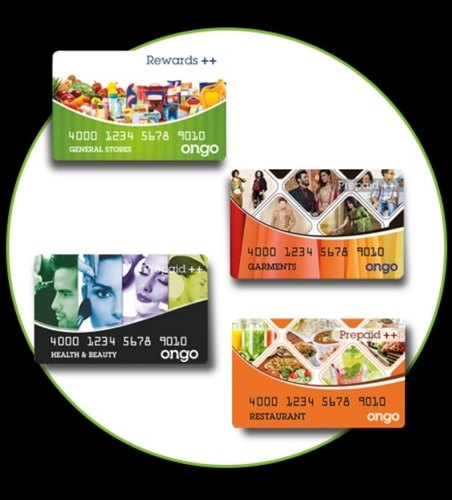 Rewards ++
4000 1234 5678 9010
GENERAL STORES ongo
Prepaid ++
4000 1234 5678 9010
GARMENTS ongo
Prepaid ++
4000 1234 5678 9010
HEALTH & BEAUTY ongo
Prepaid ++
4000 1234 5678 9010
RESTAURANT ongo